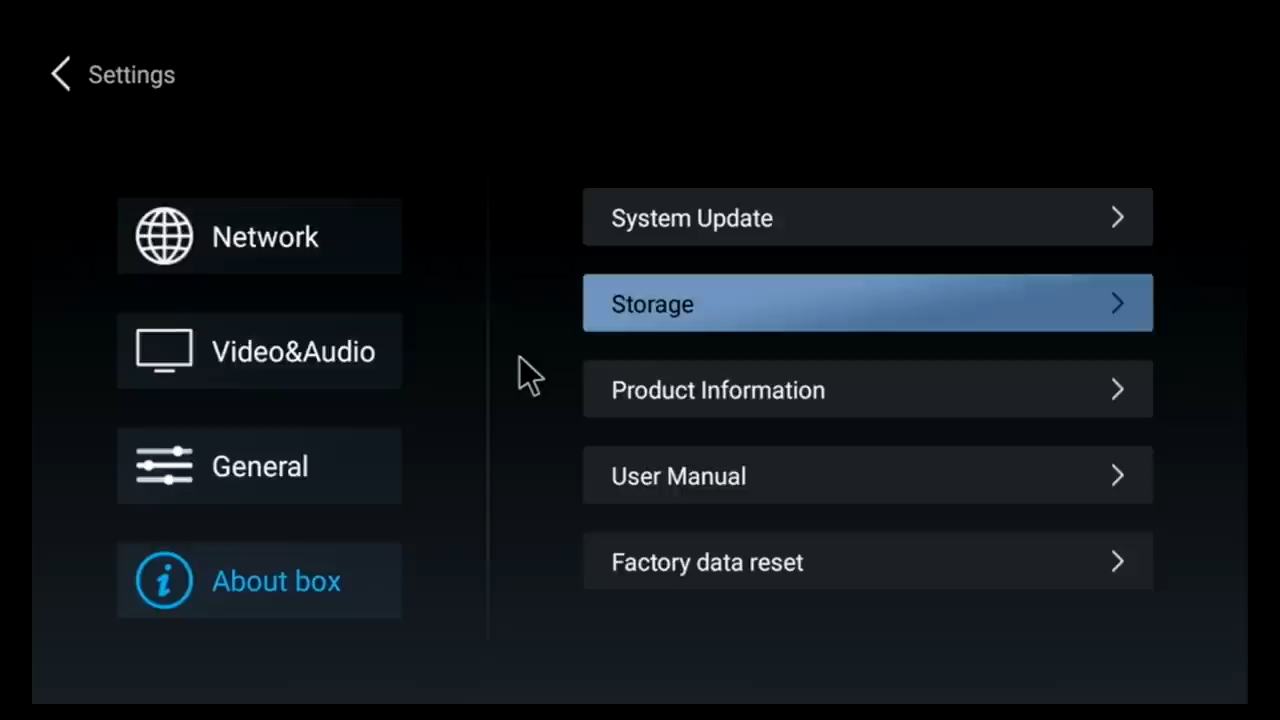 Settings
Network
Video&Audio
General
About box
System Update
Storage
Product Information
User Manual
Factory data reset